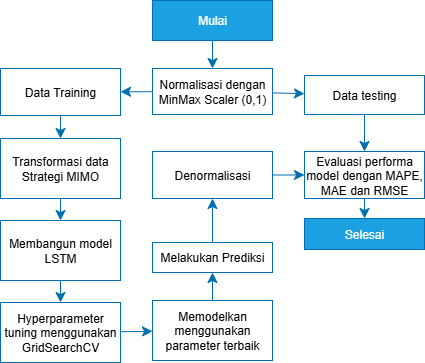 Mulai
Normalisasi dengan
MinMax Scaler (0,1)
Data Training
Data testing
Transformasi data
Strategi MIMO
Denormalisasi
Evaluasi performa
model dengan MAPE,
MAE dan RMSE
Membangun model
LSTM
Melakukan Prediksi
Selesai
Hyperparameter
tuning menggunakan
GridSearchCV
Memodelkan
menggunakan
parameter terbaik